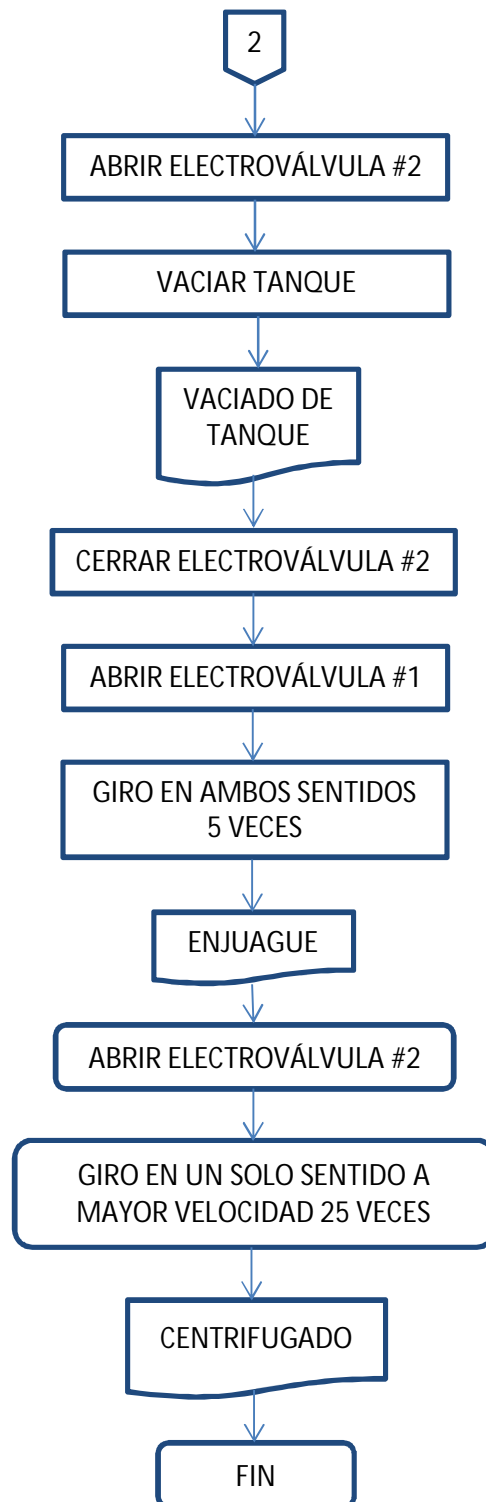 2
ABRIR ELECTROVÁLVULA #2
VACIAR TANQUE
VACIADO DE
TANQUE
CERRAR ELECTROVÁLVULA #2
ABRIR ELECTROVÁLVULA #1
GIRO EN AMBOS SENTIDOS
5 VECES
ENJUAGUE
ABRIR ELECTROVÁLVULA #2
GIRO EN UN SOLO SENTIDO A
MAYOR VELOCIDAD 25 VECES
CENTRIFUGADO
FIN